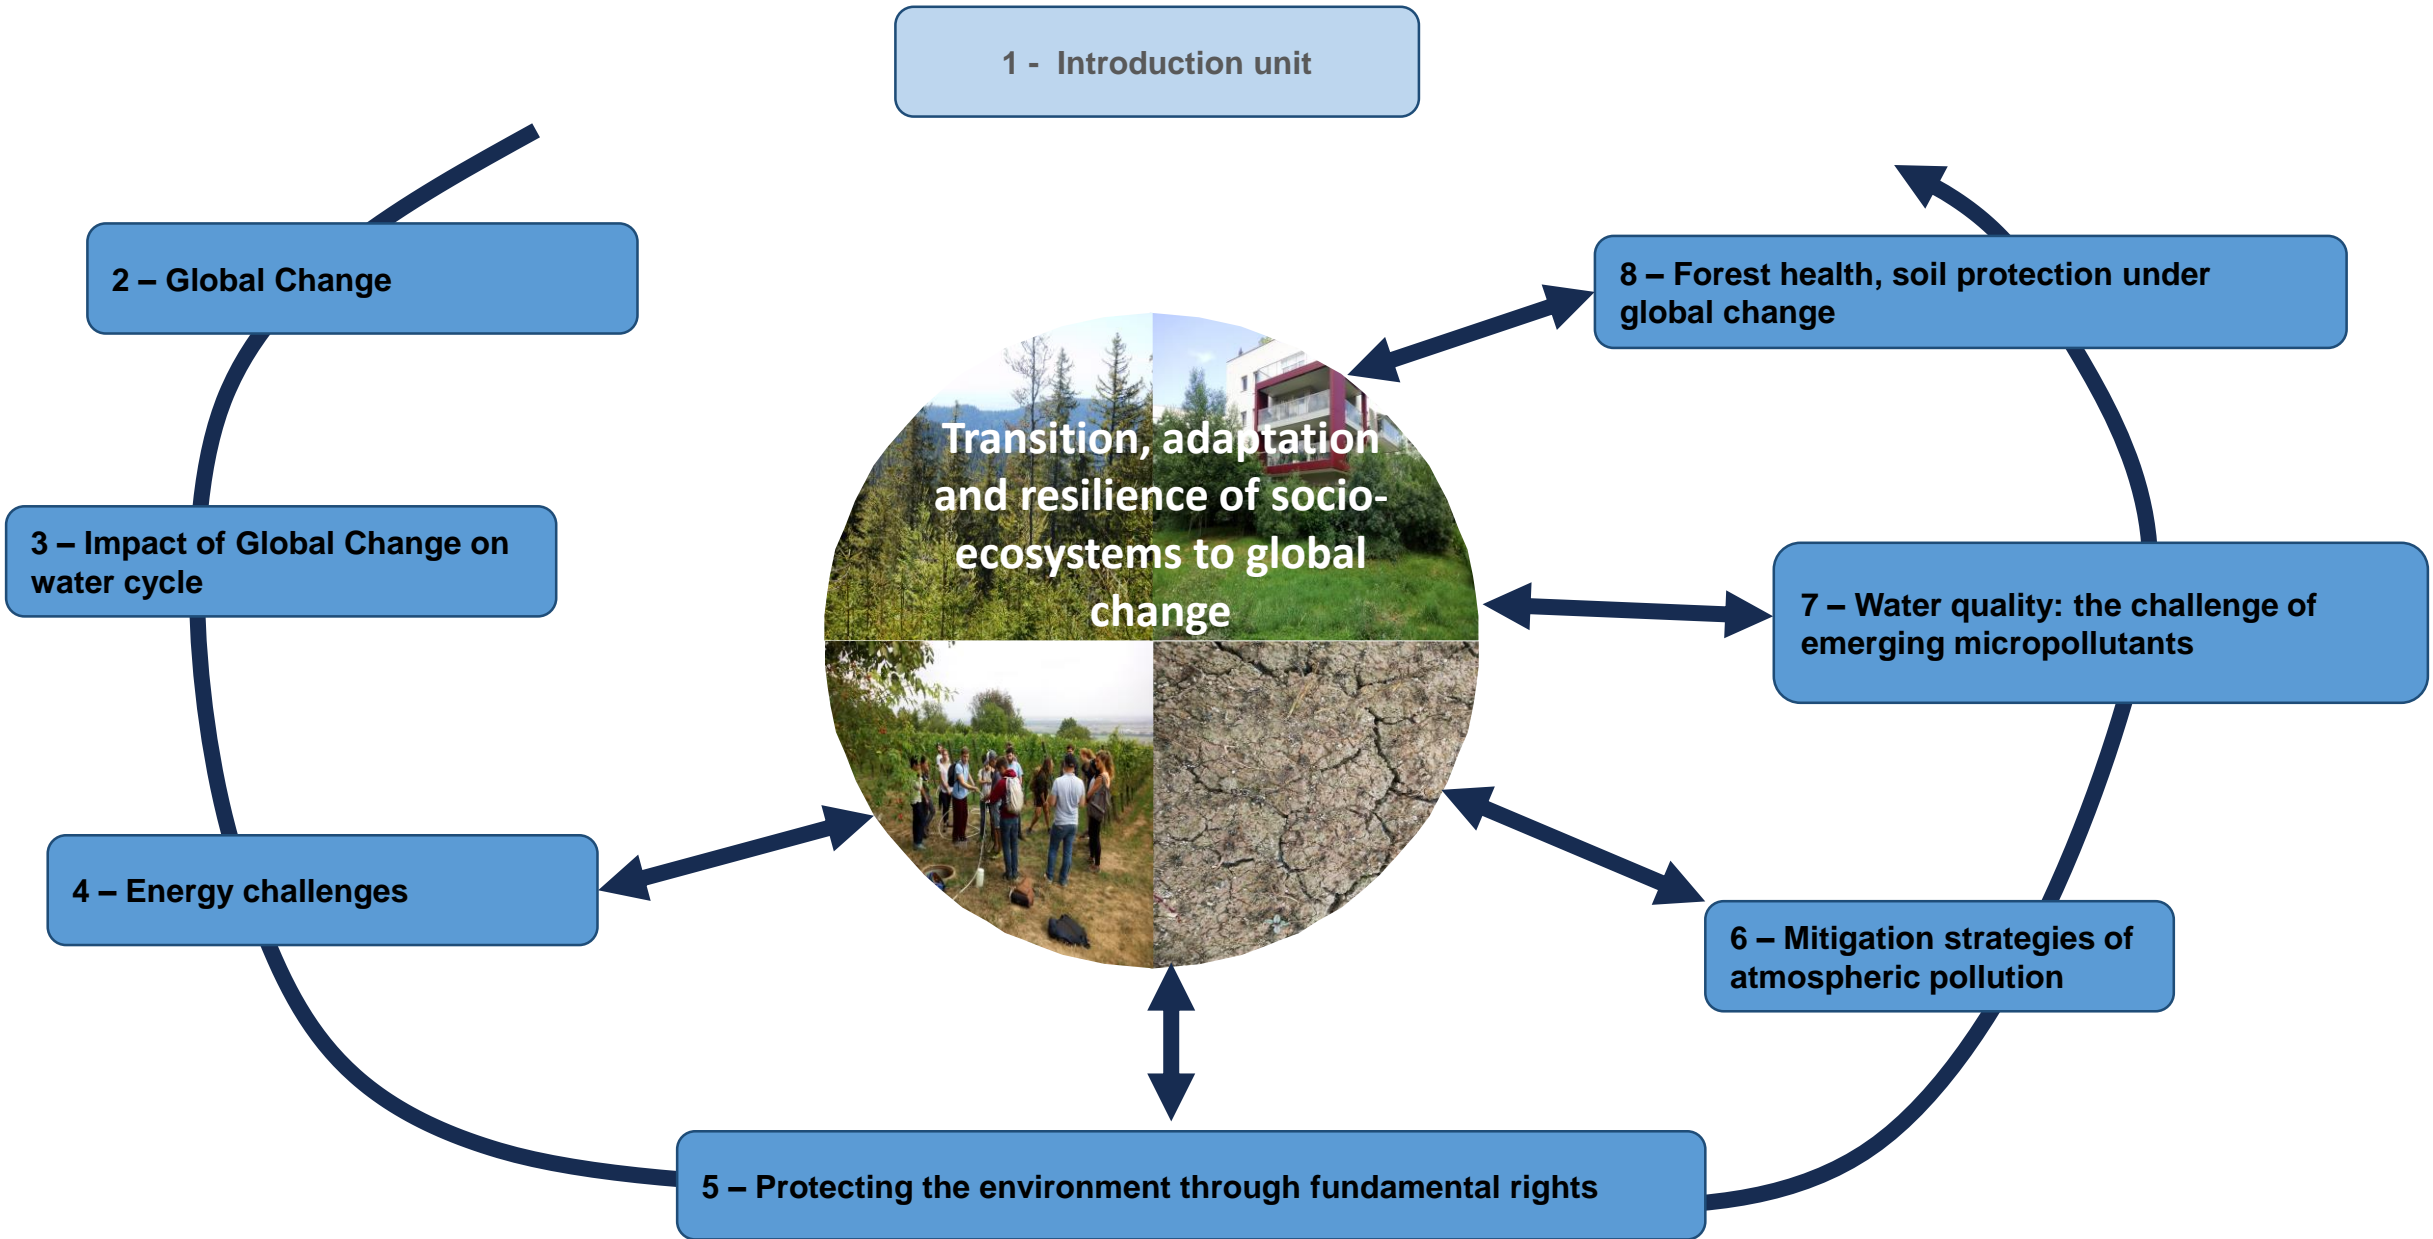 1 - Introduction unit
2 – Global Change
8 – Forest health, soil protection under
global change
Transition, adaptation
and resilience of socio-
ecosystems to global
change
3 – Impact of Global Change on
water cycle
7 – Water quality: the challenge of
emerging micropollutants
4 – Energy challenges
6 – Mitigation strategies of
atmospheric pollution
5 – Protecting the environment through fundamental rights